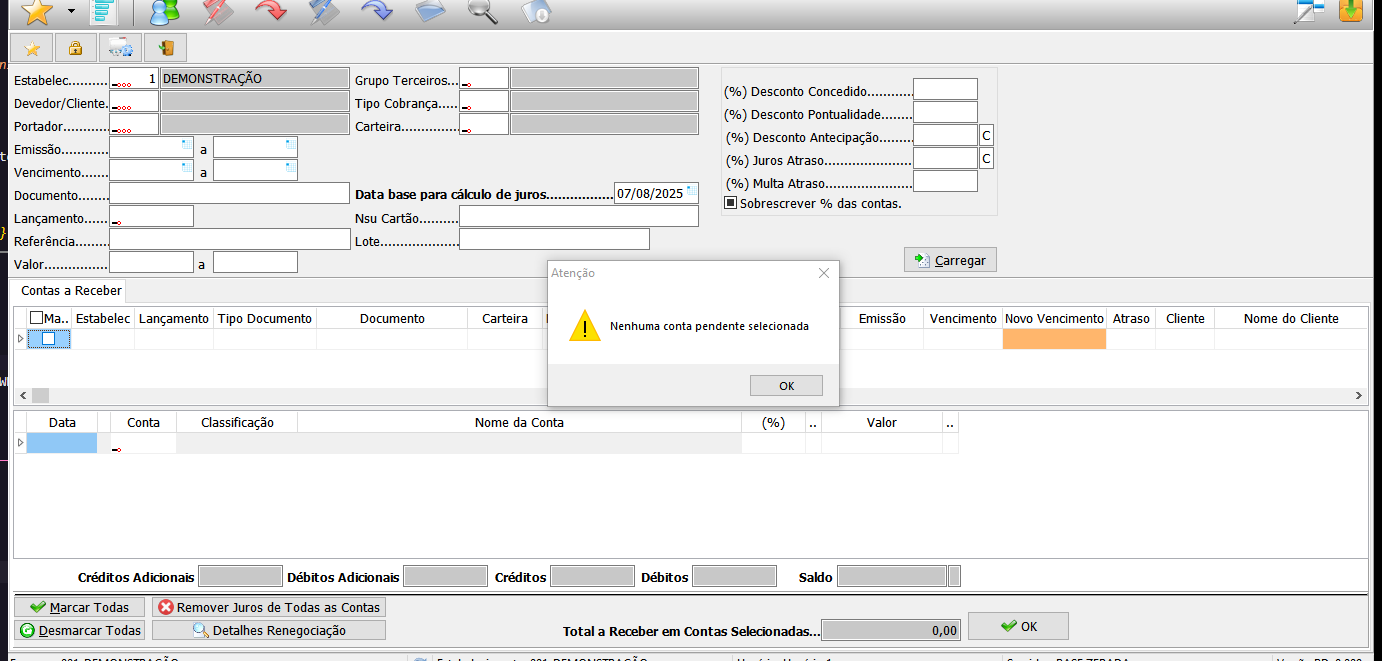 Estabelec......... 1 DEMONSTRAÇÃO Grupo Terceiros...
(%) Desconto Concedido...........
Devedor/Cliente. Tipo Cobrança.....
(%) Desconto Pontualidade........
Portador........... Carteira..............
(%) Desconto Antecipação......... C
Emissão............ a
(%) Juros Atraso...................... C
Vencimento....... a
(%) Multa Atraso......................
Documento........ Data base para cálculo de juros................. 07/08/2025
Sobrescrever % das contas.
Lançamento....... Nsu Cartão..........
Referência......... Lote...................
Valor................ a
Carregar
Contas a Receber
Atenção
Nenhuma conta pendente selecionada
OK
Ma.. Estabelec Lançamento Tipo Documento Documento Carteira Emissão Vencimento Novo Vencimento Atraso Cliente Nome do Cliente
Data Conta Classificação Nome da Conta (%) .. Valor ..
Créditos Adicionais Débitos Adicionais Créditos Débitos Saldo
Marcar Todas Remover Juros de Todas as Contas
Desmarcar Todas Detalhes Renegociação Total a Receber em Contas Selecionadas... 0,00 OK